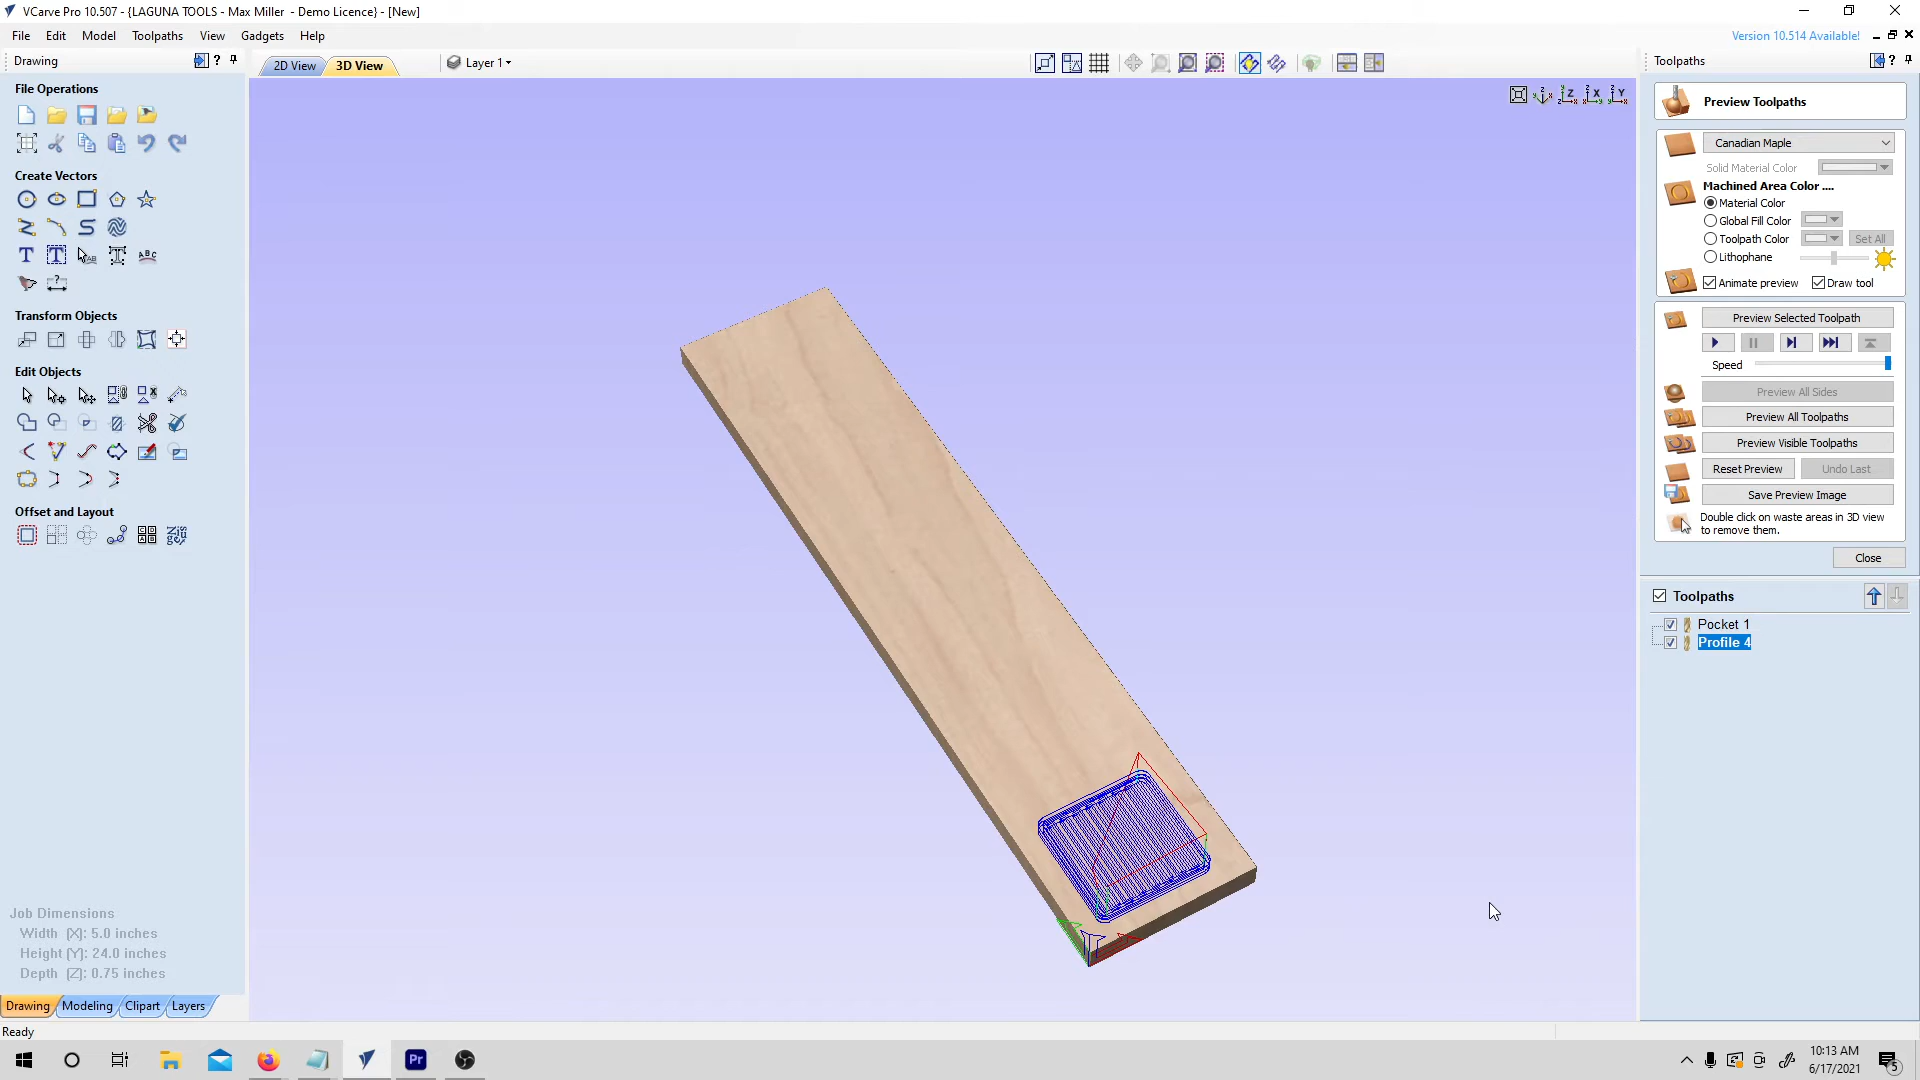 VCarve Pro 10.507 - {LAGUNA TOOLS - Max Miller - Demo Licence} - [New]
File Edit Model Toolpaths View Gadgets Help
Version 10.514 Available!
Drawing
2D View 3D View
Layer 1
Toolpaths
File Operations
Create Vectors
Transform Objects
Edit Objects
Offset and Layout
Job Dimensions
Width (X): 5.0 inches
Height (Y): 24.0 inches
Depth (Z): 0.75 inches
Drawing Modeling Clipart Layers
Ready
Preview Toolpaths
Canadian Maple
Solid Material Color
Machined Area Color ....
Material Color
Global Fill Color
Toolpath Color Set All
Lithophane
Animate preview Draw tool
Preview Selected Toolpath
Speed
Preview All Sides
Preview All Toolpaths
Preview Visible Toolpaths
Reset Preview Undo Last
Save Preview Image
Double click on waste areas in 3D view
to remove them.
Close
Toolpaths
Pocket 1
Profile 4
10:13 AM
6/17/2021